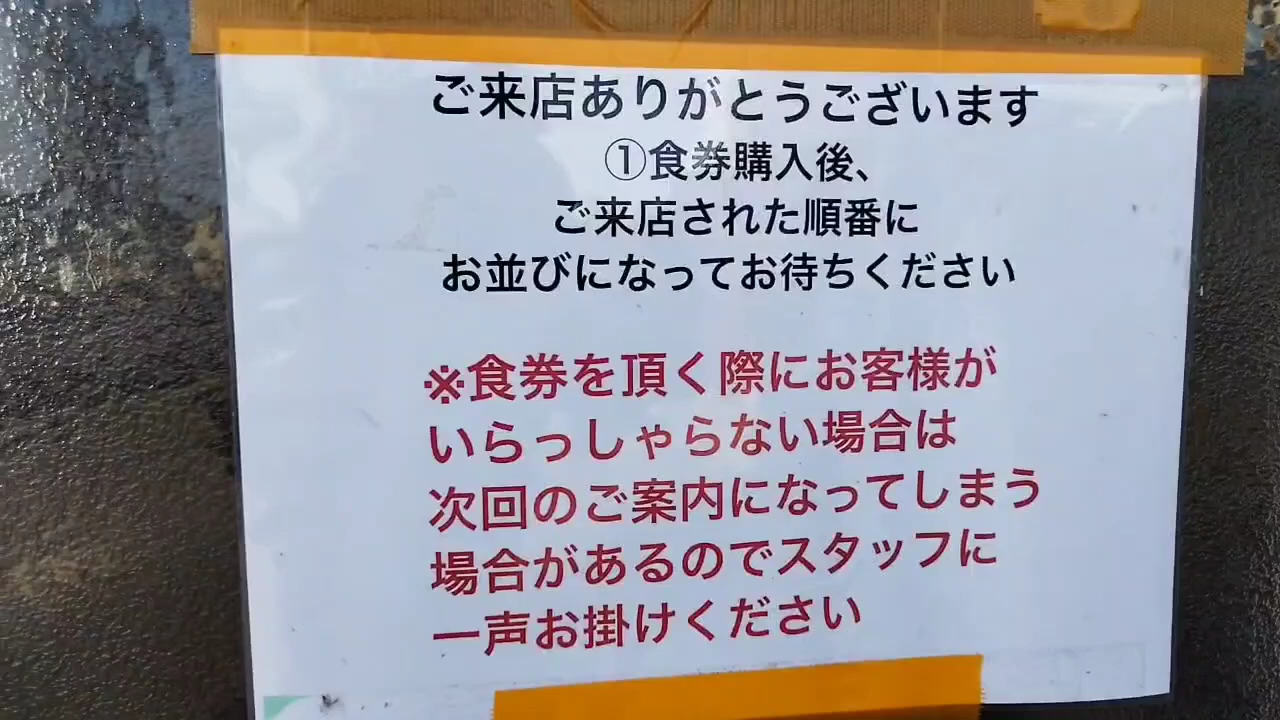 ご来店ありがとうございます
①食券購入後、
ご来店された順番に
お並びになってお待ちください
※食券を頂く際にお客様が
いらっしゃらない場合は
次回のご案内になってしまう
場合があるのでスタッフに
一声お掛けください